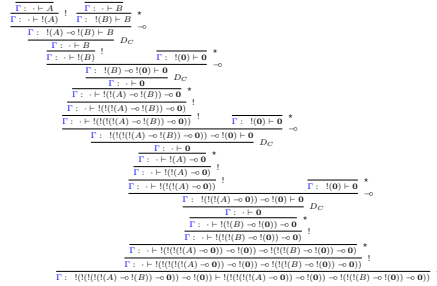 Γ : · ⊢ A   Γ : · ⊢ B
Γ : · ⊢ !(A) !   Γ : !(B) ⊢ B ⋆
Γ : !(A) ⊸ !(B) ⊢ B ⊸
Γ : · ⊢ B D_C
Γ : · ⊢ !(B) !   Γ : !(0) ⊢ 0 ⋆
Γ : !(B) ⊸ !(0) ⊢ 0 ⊸
Γ : · ⊢ 0 D_C
Γ : · ⊢ !(!(A) ⊸ !(B)) ⊸ 0 ⋆
Γ : · ⊢ !(!(!(A) ⊸ !(B)) ⊸ 0) !
Γ : · ⊢ !(!(!(A) ⊸ !(B)) ⊸ 0)) !   Γ : !(0) ⊢ 0 ⋆
Γ : !(!(!(!(A) ⊸ !(B)) ⊸ 0)) ⊸ !(0) ⊢ 0 ⊸
Γ : · ⊢ 0 D_C
Γ : · ⊢ !(A) ⊸ 0 ⋆
Γ : · ⊢ !(!(A) ⊸ 0)) !   Γ : !(0) ⊢ 0 ⋆
Γ : !(!(!(A) ⊸ 0)) ⊸ !(0) ⊢ 0 ⊸
Γ : · ⊢ 0 D_C
Γ : · ⊢ !(!(B) ⊸ !(0)) ⊸ 0) ⋆
Γ : · ⊢ !(!(!(!(A) ⊸ 0)) ⊸ !(0)) ⊸ !(!(B) ⊸ !(0)) ⊸ 0) !
Γ : · ⊢ !(!(!(!(A) ⊸ 0)) ⊸ !(0)) ⊸ !(!(B) ⊸ !(0)) ⊸ 0) ⋆
Γ : !(!(!(!(A) ⊸ !(B)) ⊸ 0)) ⊸ !(0)) ⊢ !(!(!(!(A) ⊸ 0)) ⊸ !(0)) ⊸ !(!(B) ⊸ !(0)) ⊸ 0)) !